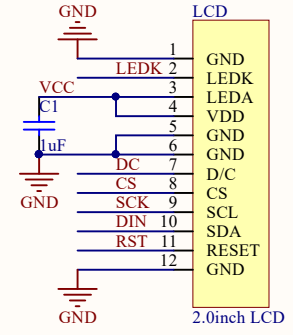 GND LCD
1 GND
LEDK 2 LEDK
VCC 3 LEDA
C1 4 VDD
5 GND
1uF 6 GND
DC 7 D/C
CS 8 CS
GND SCK 9 SCL
DIN 10 SDA
RST 11 RESET
12 GND
GND 2.0inch LCD